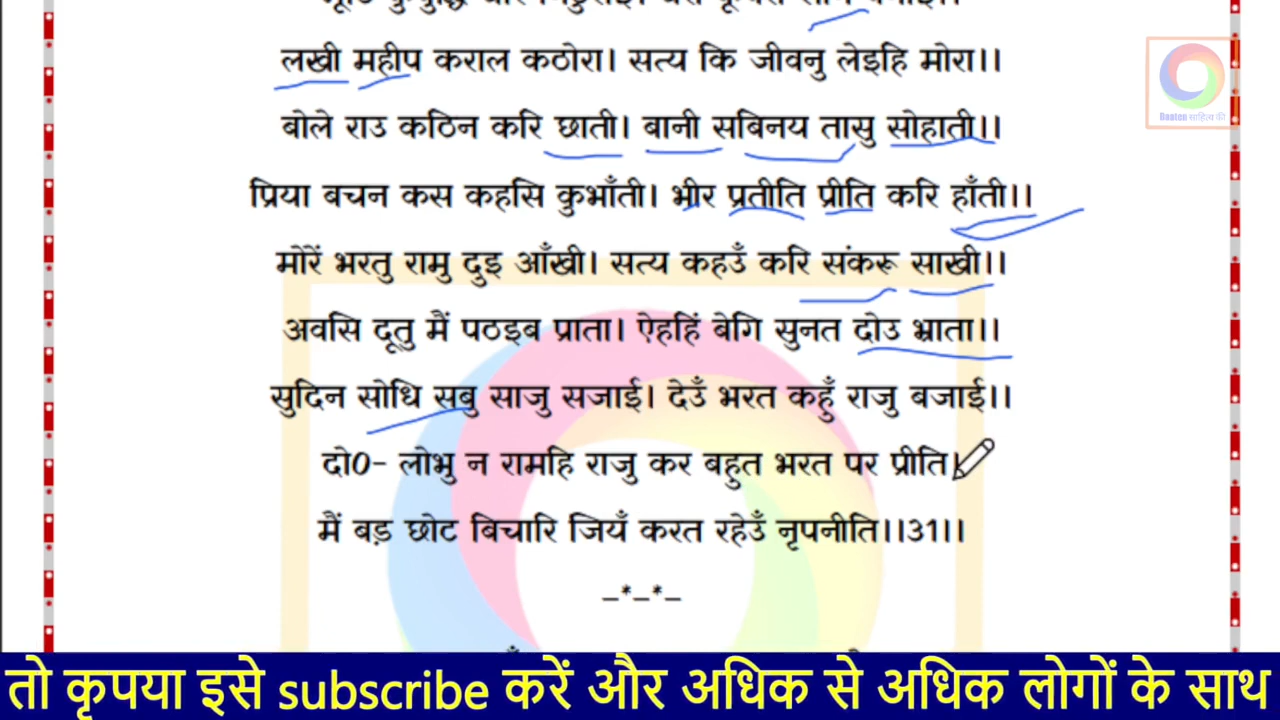 लखी महीप कराल कठोरा। सत्य कि जीवनु लेइहि मोरा।।
Baaten साहित्य की
बोले राउ कठिन करि छाती। बानी सबिनय तासु सोहाती।।
प्रिया बचन कस कहसि कुभाँती। भीर प्रतीति प्रीति करि हाँती।।
मोरें भरतु रामु दुइ आँखी। सत्य कहउँ करि संकरू साखी।।
अवसि दूतु मैं पठइब प्राता। ऐहहिं बेगि सुनत दोउ भ्राता।।
सुदिन सोधि सबु साजु सजाई। देउँ भरत कहुँ राजु बजाई।।
दो0- लोभु न रामहि राजु कर बहुत भरत पर प्रीति।
मैं बड़ छोट बिचारि जियँ करत रहेउँ नृपनीति।।31।।
–*–*–
तो कृपया इसे subscribe करें और अधिक से अधिक लोगों के साथ